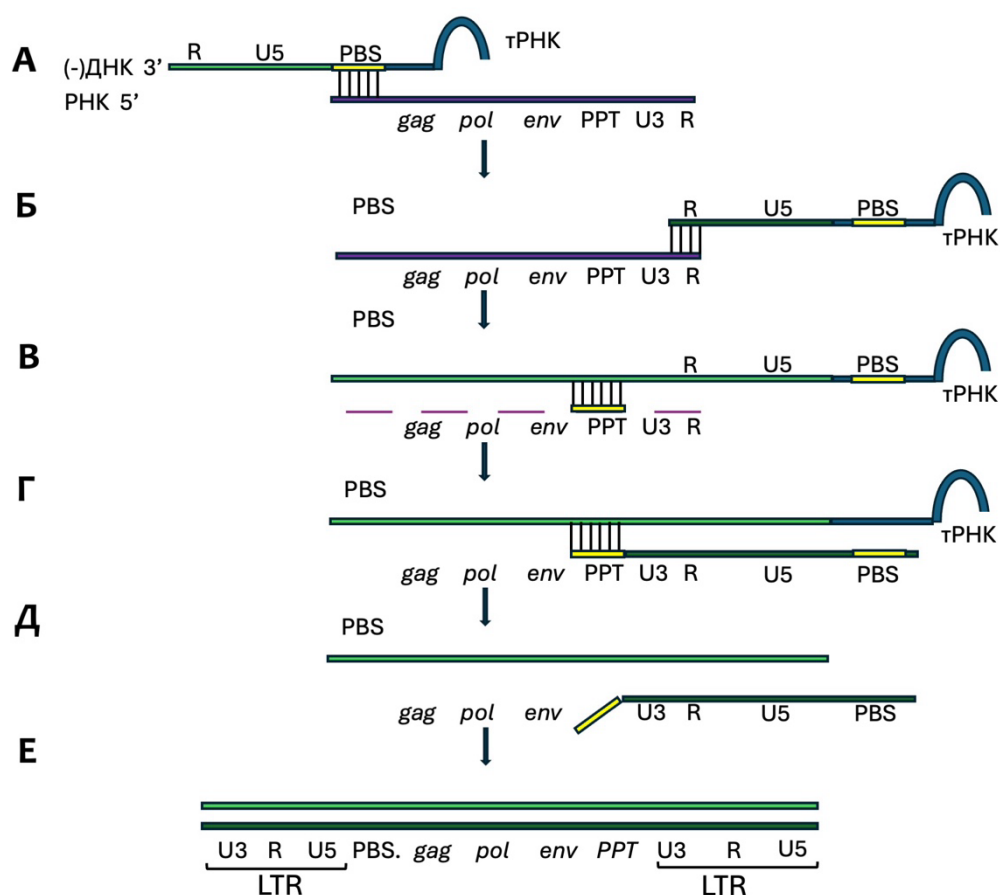 А
R U5 PBS тРНК
(-)ДНК 3’
РНК 5’
gag pol env PPT U3 R
Б
PBS R U5 PBS
тРНК
gag pol env PPT U3 R
PBS
В
R U5 PBS
тРНК
gag pol env PPT U3 R
Г
PBS
тРНК
gag pol env PPT U3 R U5 PBS
Д
PBS
gag pol env U3 R U5 PBS
Е
U3 R U5 PBS. gag pol env PPT U3 R U5
LTR LTR